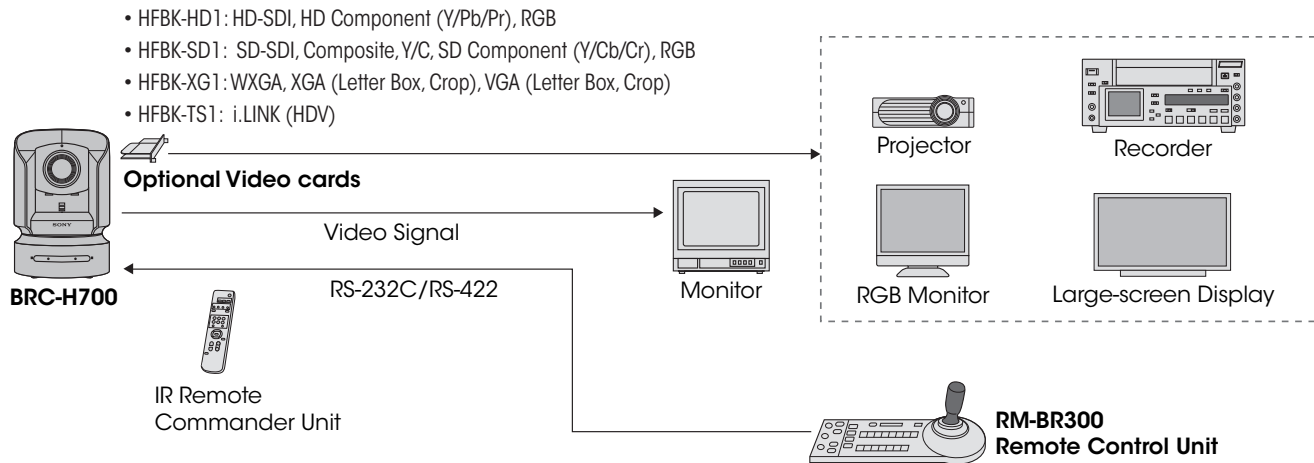 • HFBK-HD1: HD-SDI, HD Component (Y/Pb/Pr), RGB
• HFBK-SD1: SD-SDI, Composite, Y/C, SD Component (Y/Cb/Cr), RGB
• HFBK-XG1: WXGA, XGA (Letter Box, Crop), VGA (Letter Box, Crop)
• HFBK-TS1: i.LINK (HDV)
Projector
Recorder
Optional Video cards
SONY
Video Signal
BRC-H700
RS-232C/RS-422
Monitor
RGB Monitor
Large-screen Display
IR Remote
Commander Unit
RM-BR300
Remote Control Unit